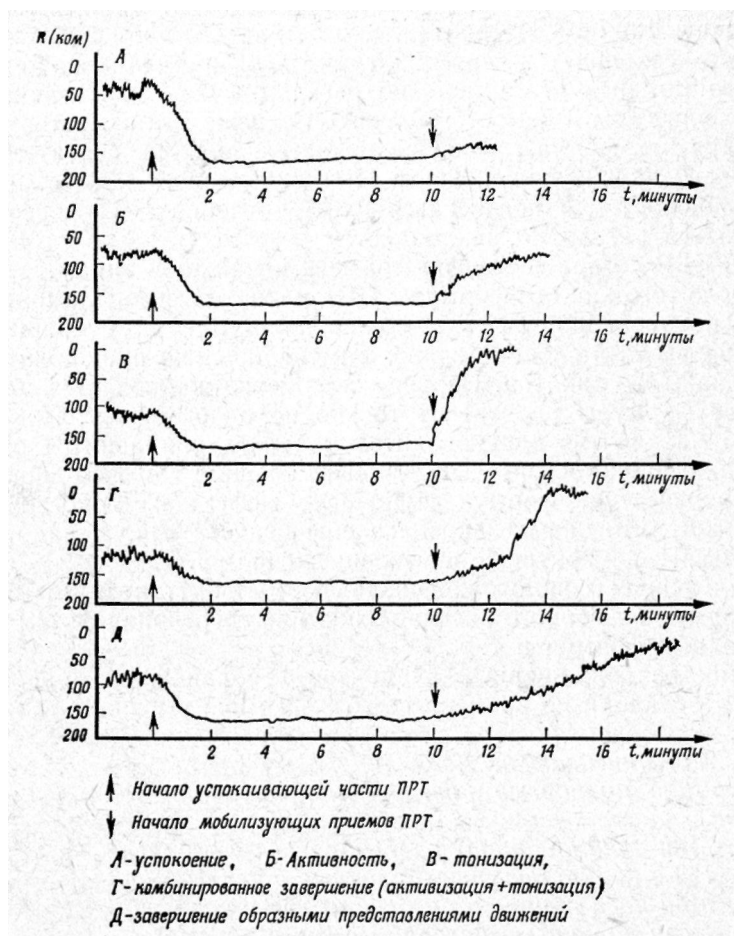 R (ком)
А
0
50
100
150
200
2 4 6 8 10 12 14 16 t, минуты
Б
0
50
100
150
200
2 4 6 8 10 12 14 16 t, минуты
В
0
50
100
150
200
2 4 6 8 10 12 14 16 t, минуты
Г
0
50
100
150
200
2 4 6 8 10 12 14 16 t, минуты
Д
0
50
100
150
200
2 4 6 8 10 12 14 16 t, минути
Начало успокаивающей части ПРТ
Начало мобилизующих приемов ПРТ
А-успокоение, Б-Активность, В-тонизация,
Г-комбинированное завершение (активизация+тонизация)
Д-завершение образными представлениями движений